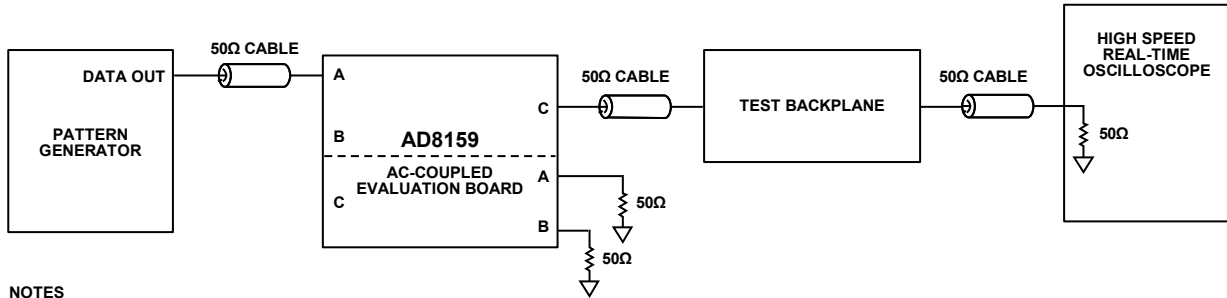 50Ω CABLE
DATA OUT
PATTERN
GENERATOR
A
B
C
AD8159
AC-COUPLED
EVALUATION BOARD
C
A
B
50Ω
50Ω
50Ω CABLE
TEST BACKPLANE
50Ω CABLE
HIGH SPEED
REAL-TIME
OSCILLOSCOPE
50Ω
NOTES